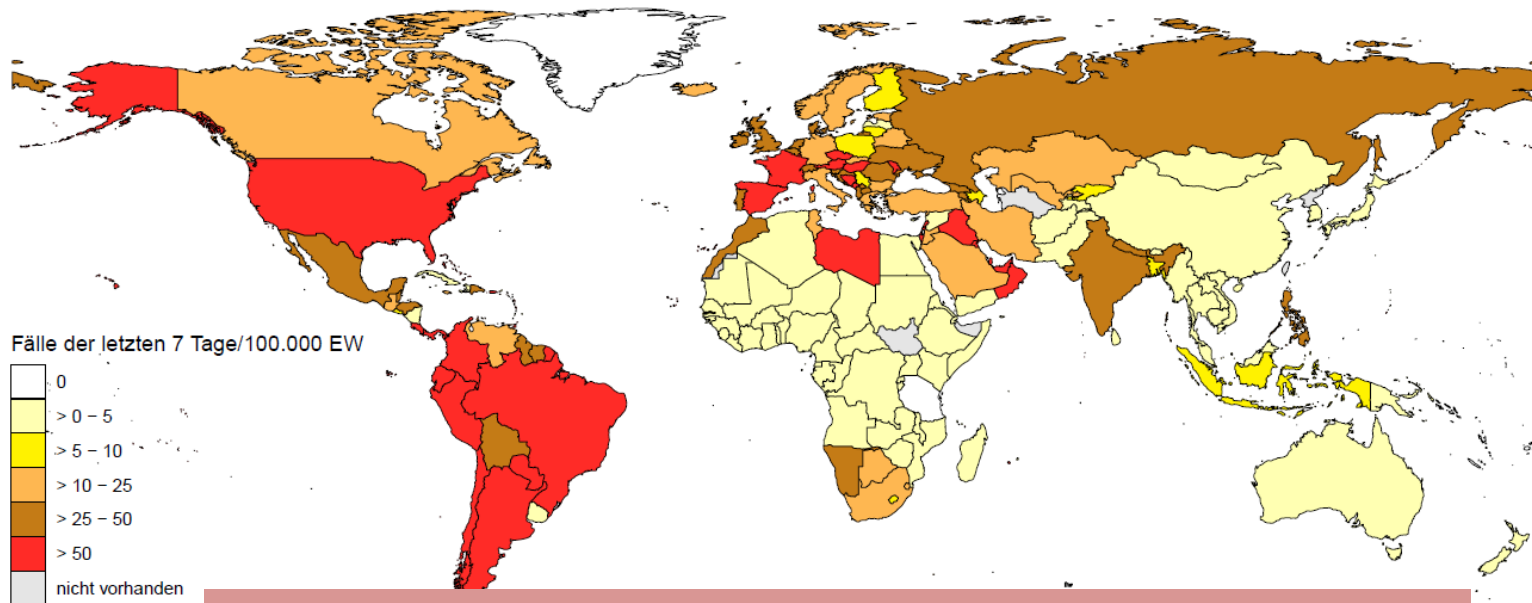 Fälle der letzten 7 Tage/100.000 EW
0
> 0 – 5
> 5 – 10
> 10 – 25
> 25 – 50
> 50
nicht vorhanden